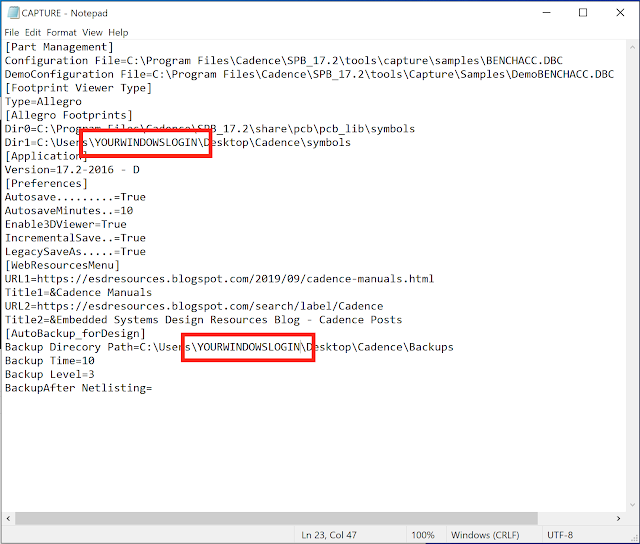 CAPTURE - Notepad
File Edit Format View Help
[Part Management]
Configuration File=C:\Program Files\Cadence\SPB_17.2\tools\capture\samples\BENCHACC.DBC
DemoConfiguration File=C:\Program Files\Cadence\SPB_17.2\tools\Capture\Samples\DemoBENCHACC.DBC
[Footprint Viewer Type]
Type=Allegro
[Allegro Footprints]
Dir0=C:\Program Files\Cadence\SPB_17.2\share\pcb\pcb_lib\symbols
Dir1=C:\Users\YOURWINDOWSLOGIN\Desktop\Cadence\symbols
[Application]
Version=17.2-2016 - D
[Preferences]
Autosave.........=True
AutosaveMinutes..=10
Enable3DViewer=True
IncrementalSave..=True
LegacySaveAs.....=True
[WebResourcesMenu]
URL1=https://esdresources.blogspot.com/2019/09/cadence-manuals.html
Title1=&Cadence Manuals
URL2=https://esdresources.blogspot.com/search/label/Cadence
Title2=&Embedded Systems Design Resources Blog - Cadence Posts
[AutoBackup_forDesign]
Backup Direcory Path=C:\Users\YOURWINDOWSLOGIN\Desktop\Cadence\Backups
Backup Time=10
Backup Level=3
BackupAfter Netlisting=
Ln 23, Col 47 100% Windows (CRLF) UTF-8